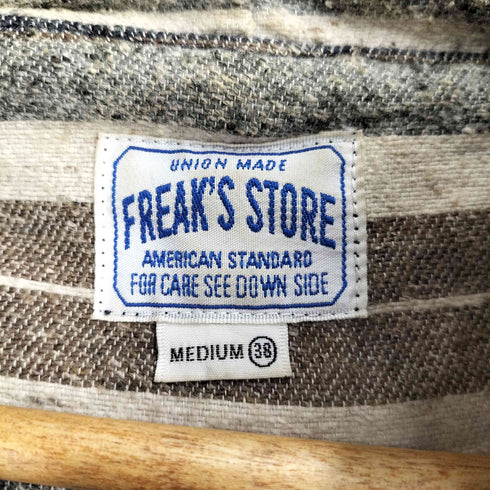 UNION MADE
FREAK'S STORE
AMERICAN STANDARD
FOR CARE SEE DOWN SIDE
MEDIUM 38